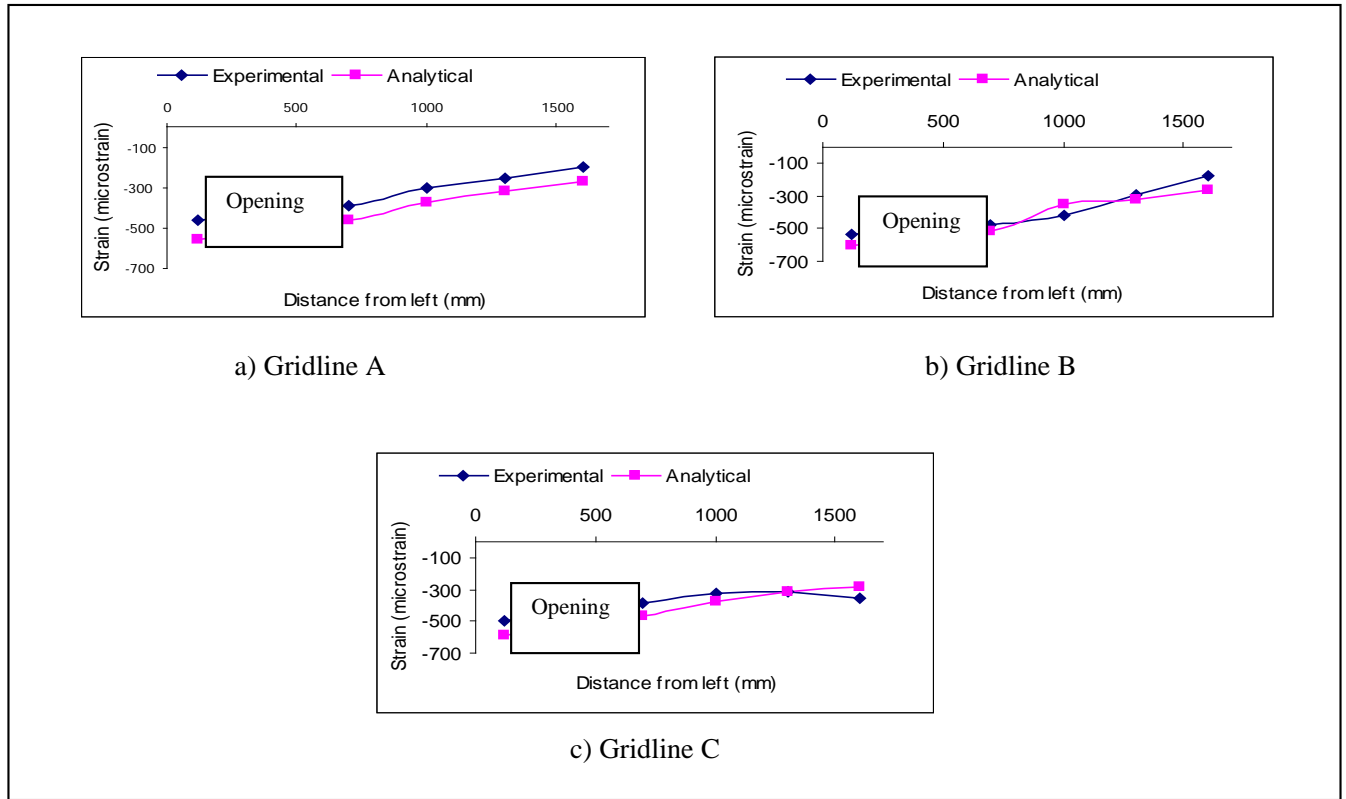 Experimental Analytical
0 500 1000 1500
Strain (microstrain)
-100
-300
-500
-700
Opening
Distance from left (mm)
a) Gridline A
Experimental Analytical
0 500 1000 1500
Strain (microstrain)
-100
-300
-500
-700
Opening
Distance from left (mm)
b) Gridline B
Experimental Analytical
0 500 1000 1500
Strain (microstrain)
-100
-300
-500
-700
Opening
Distance from left (mm)
c) Gridline C